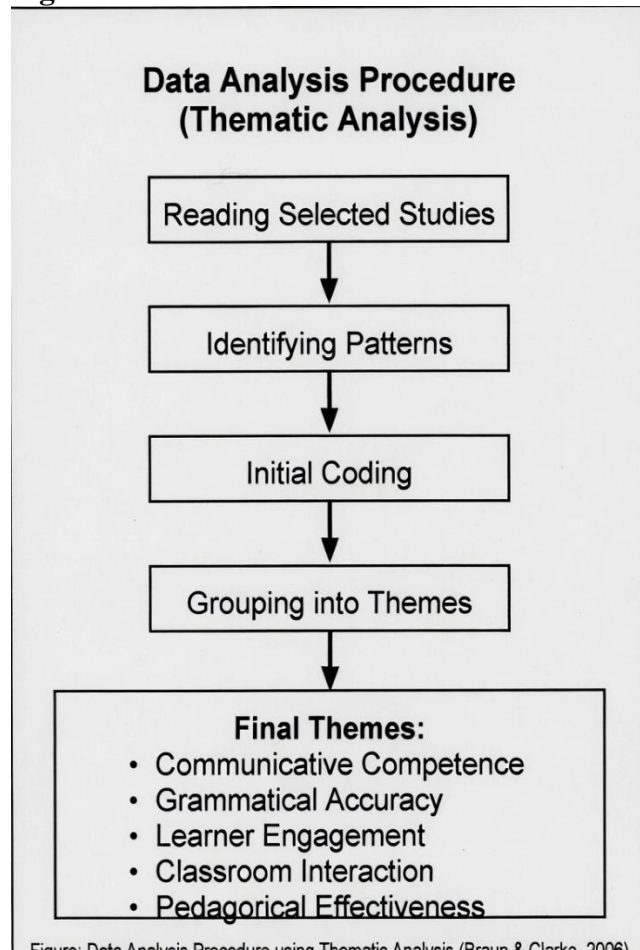 Data Analysis Procedure
(Thematic Analysis)
Reading Selected Studies
Identifying Patterns
Initial Coding
Grouping into Themes
Final Themes:
• Communicative Competence
• Grammatical Accuracy
• Learner Engagement
• Classroom Interaction
• Pedagorical Effectiveness
Figure: Data Analysis Procedure using Thematic Analysis (Braun & Clarke, 2006)